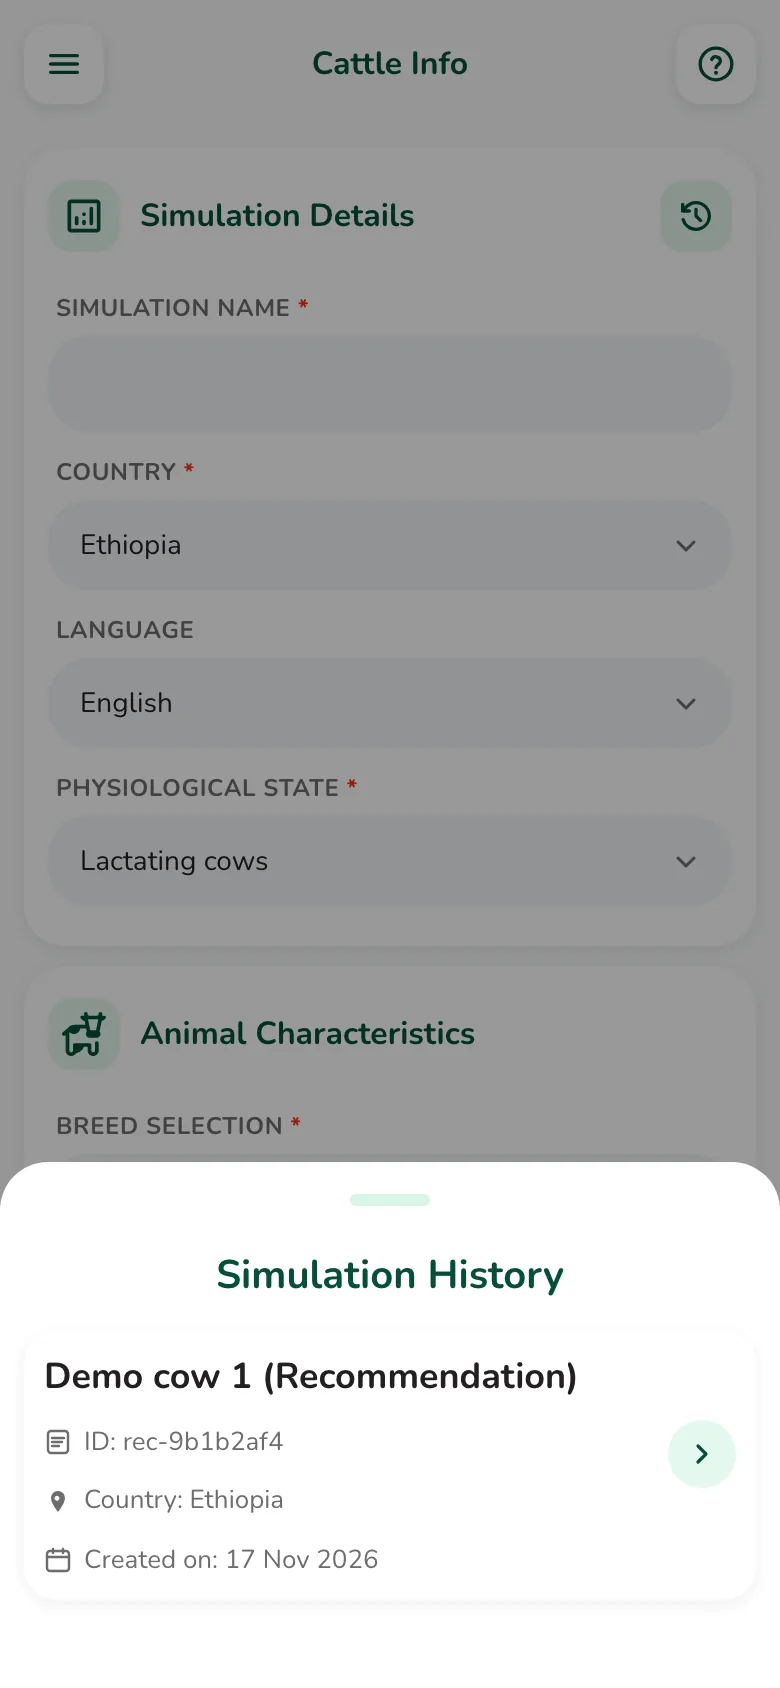 Cattle Info
Simulation Details
SIMULATION NAME *
COUNTRY *
Ethiopia
LANGUAGE
English
PHYSIOLOGICAL STATE *
Lactating cows
Animal Characteristics
BREED SELECTION *
Simulation History
Demo cow 1 (Recommendation)
ID: rec-9b1b2af4
Country: Ethiopia
Created on: 17 Nov 2026